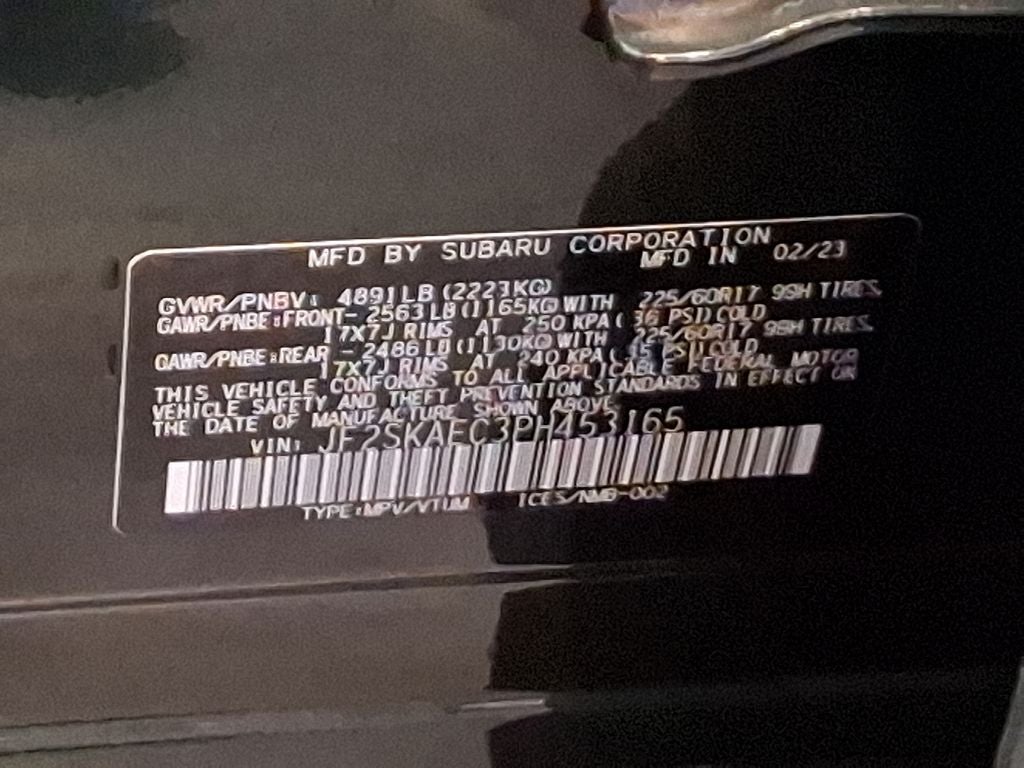 MFD BY SUBARU CORPORATION
MFD IN 02/23
GVWR/PNBV: 4891LB (2223KG)
GAWR/PNBE:FRONT- 2563LB(1165KG)WITH 225/60R17 99H TIRES
17X7J RIMS AT 250 KPA( 36 PSI)COLD
GAWR/PNBE:REAR - 2486LB(1130KG)WITH 225/60R17 99H TIRES
17X7J RIMS AT 240 KPA( 35 PSI)COLD
THIS VEHICLE CONFORMS TO ALL APPLICABLE FEDERAL MOTOR
VEHICLE SAFETY AND THEFT PREVENTION STANDARDS IN EFFECT ON
THE DATE OF MANUFACTURE SHOWN ABOVE.
VIN: JF2SKAEC3PH453165
TYPE:MPV/VTUM ICES/NMB-002